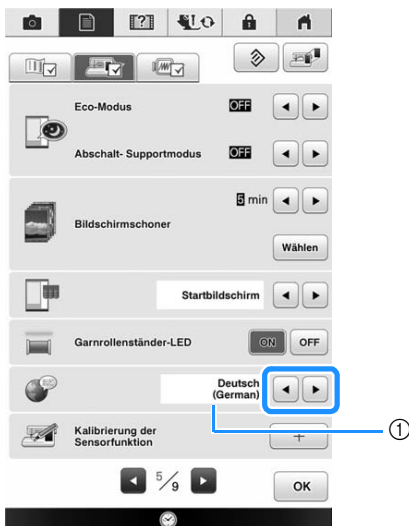 Eco-Modus OFF
Abschalt- Supportmodus OFF
5 min
Bildschirmschoner
Wählen
Startbildschirm
Garnrollenständer-LED ON OFF
Deutsch
(German)
①
Kalibrierung der
Sensorfunktion
5/9
OK